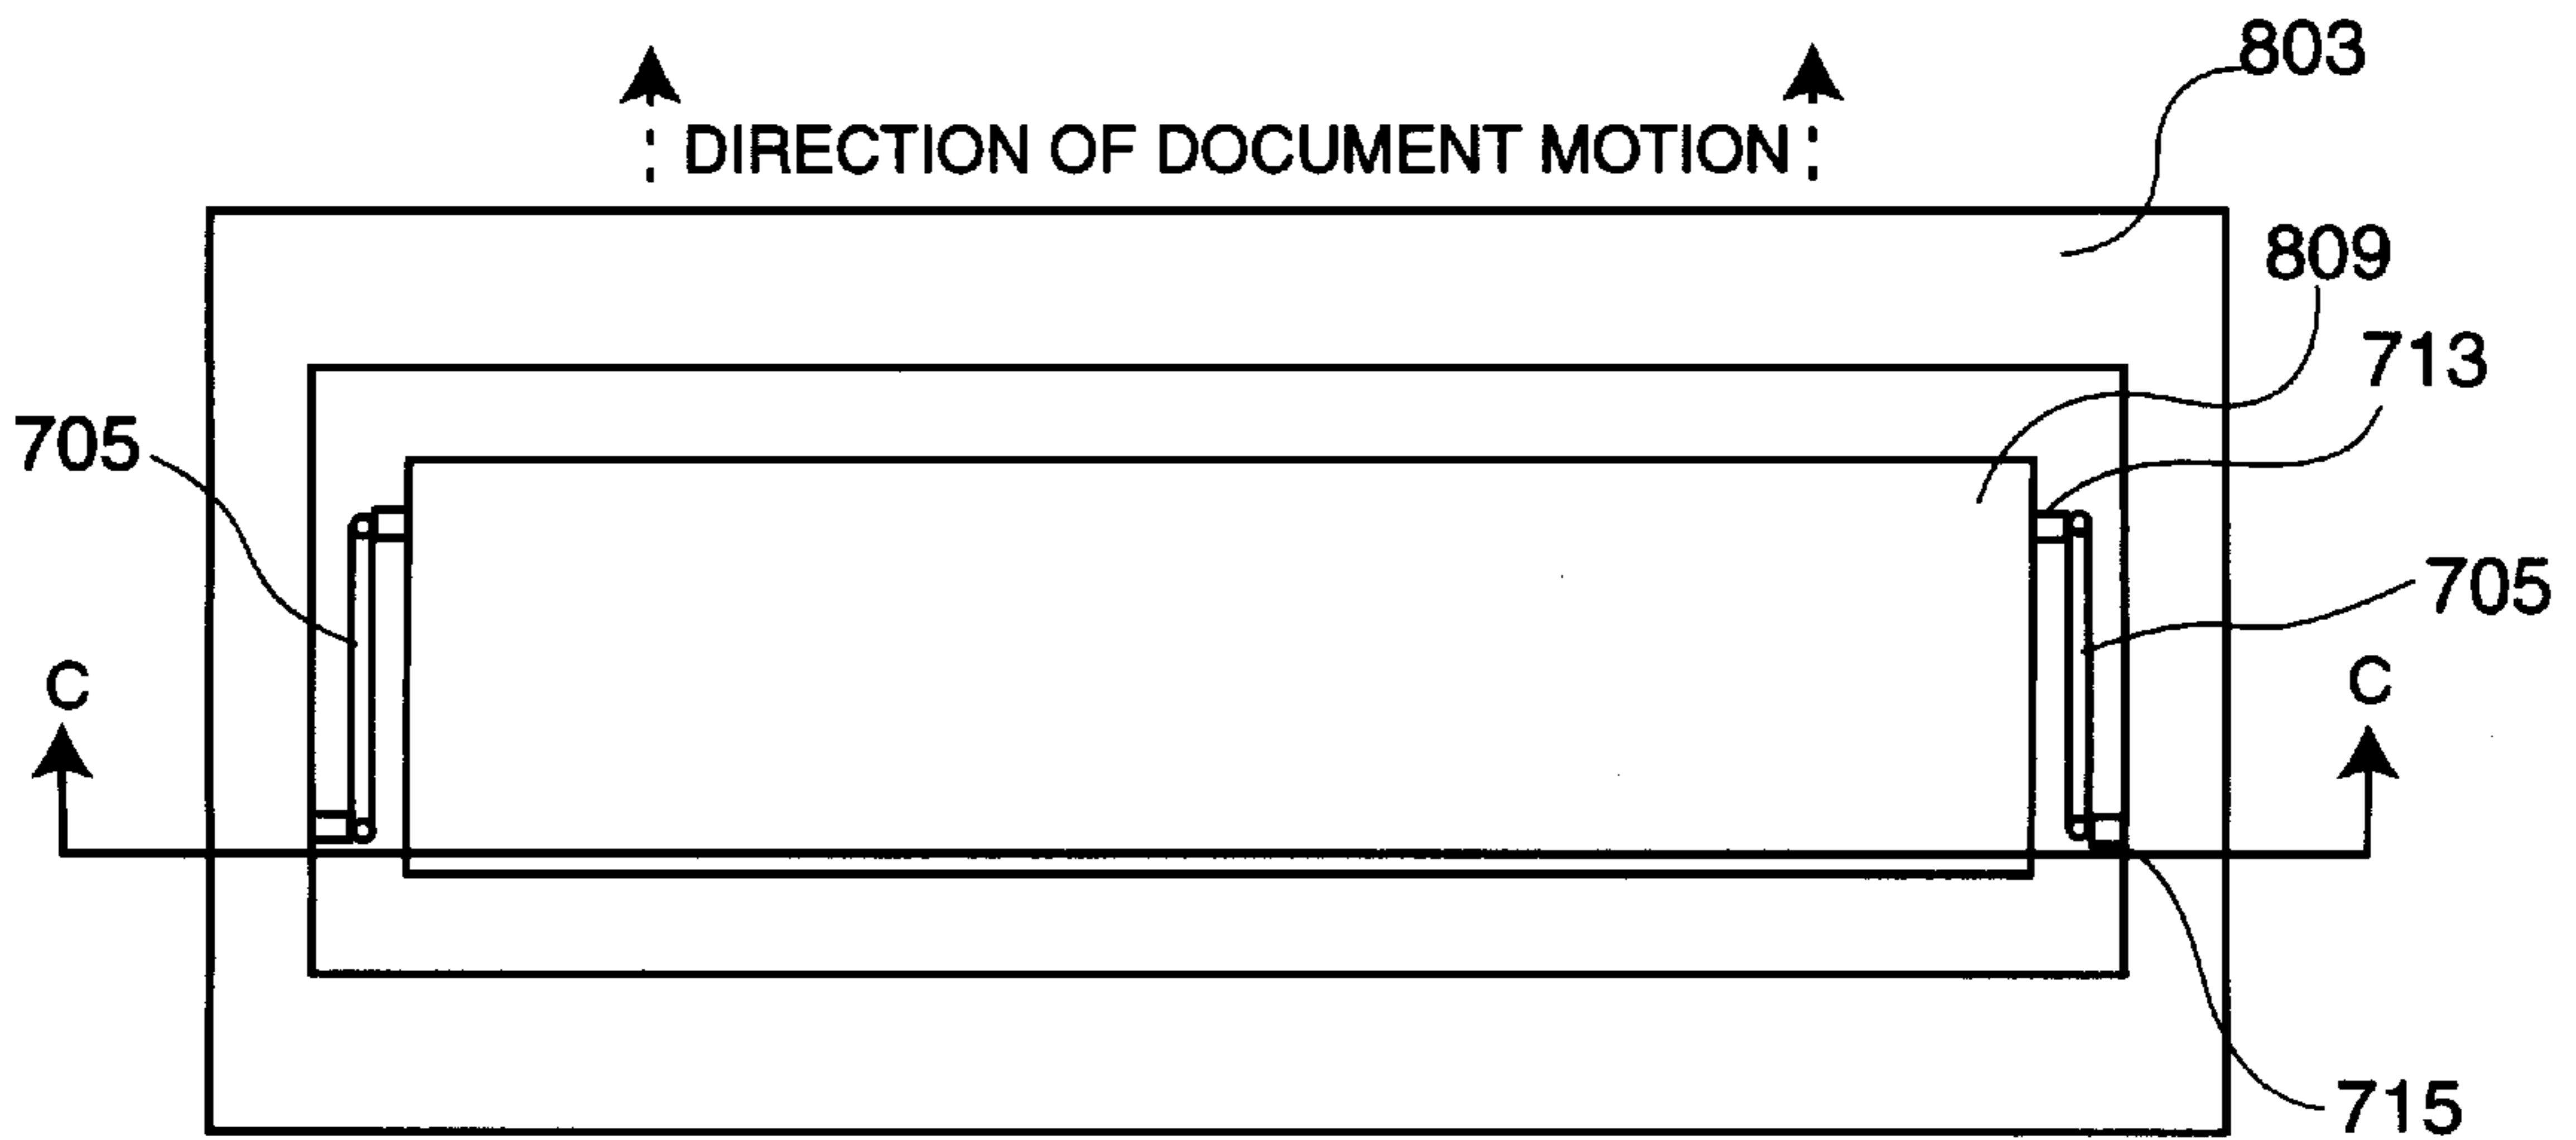 803
DIRECTION OF DOCUMENT MOTION
809
713
705
705
C
C
715